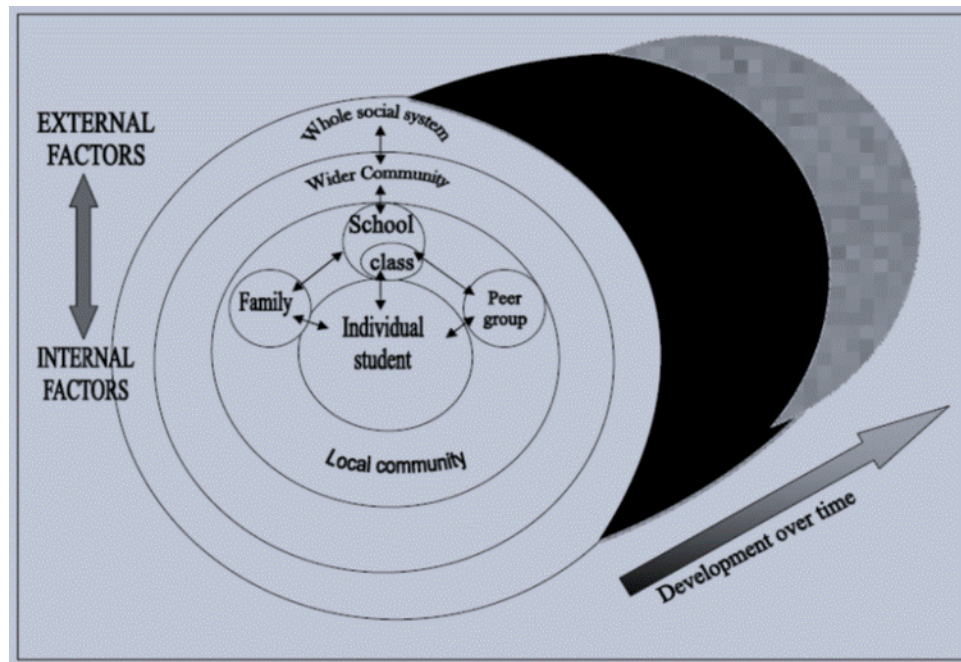 Whole social system
EXTERNAL
FACTORS
Wider Community
School
class
Family
Peer
group
Individual
student
INTERNAL
FACTORS
Local community
Development over time